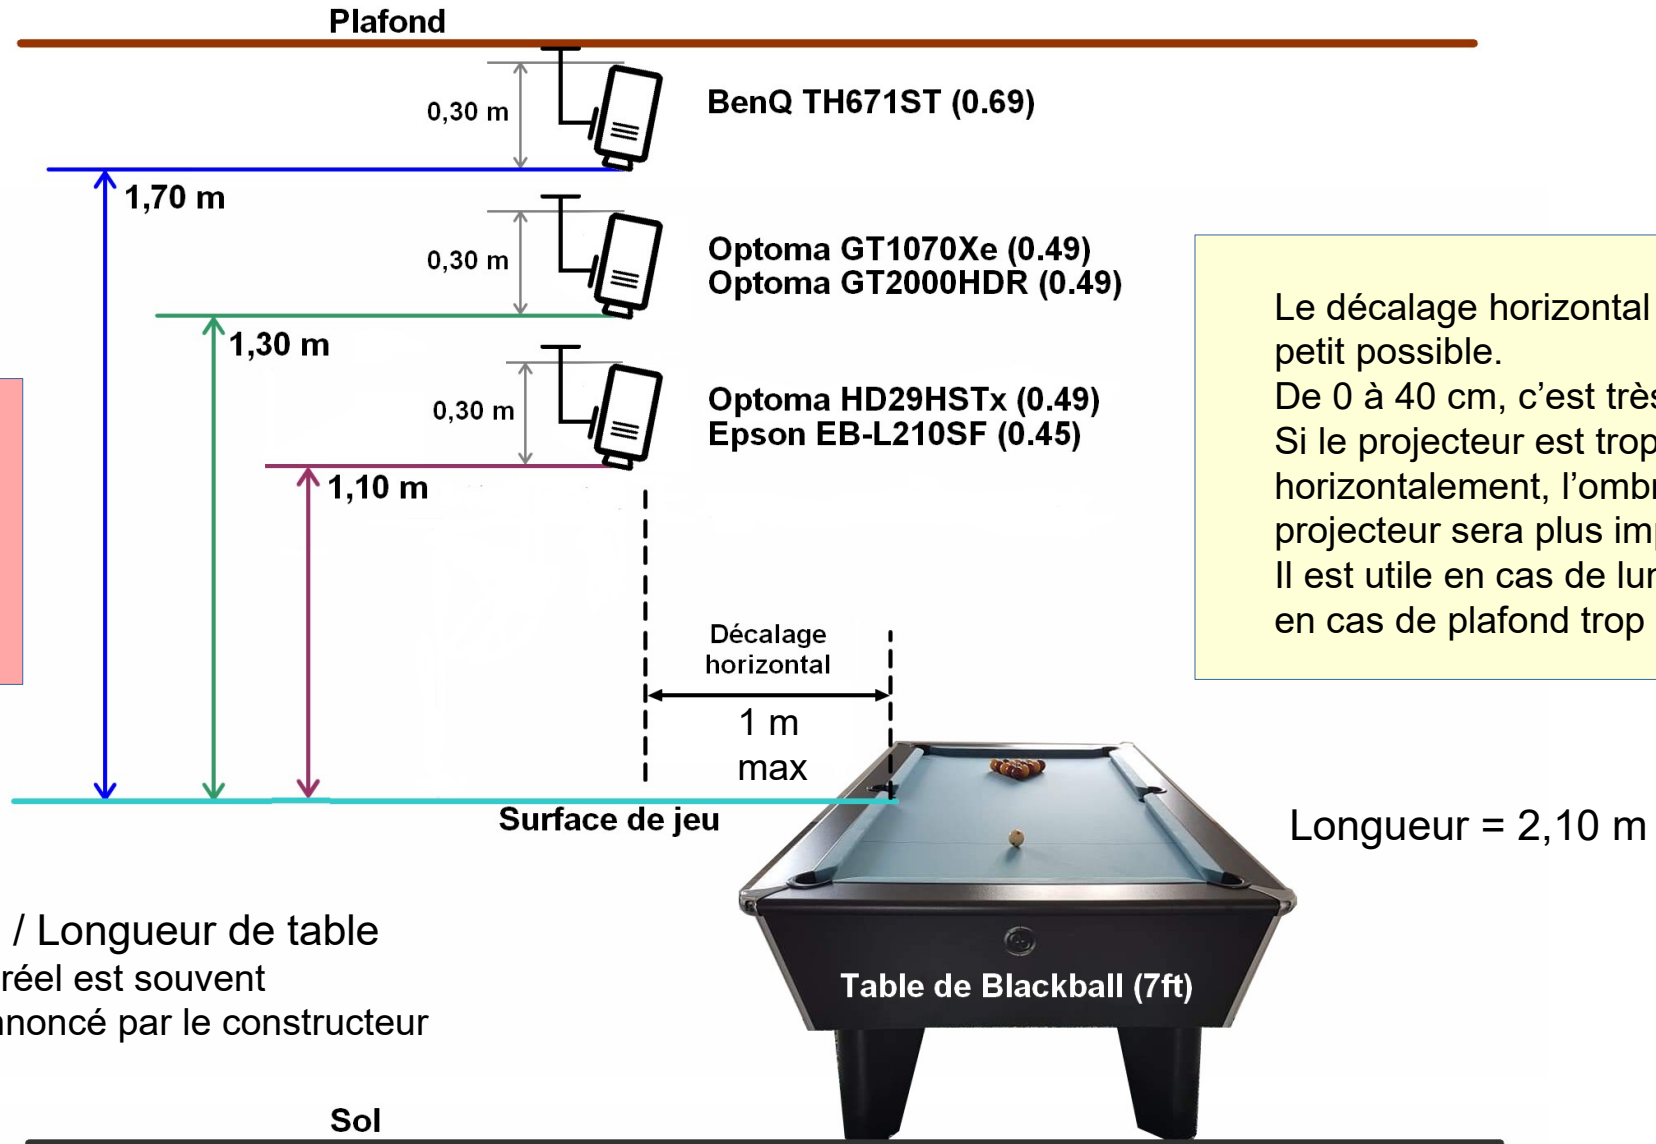 Plafond
0,30 m
BenQ TH671ST (0.69)
1,70 m
0,30 m
Optoma GT1070Xe (0.49)
Optoma GT2000HDR (0.49)
1,30 m
0,30 m
Optoma HD29HSTx (0.49)
Epson EB-L210SF (0.45)
1,10 m
Le décalage horizontal
petit possible.
De 0 à 40 cm, c’est très
Si le projecteur est trop
horizontalement, l’ombr
projecteur sera plus imp
Il est utile en cas de lun
en cas de plafond trop
Décalage
horizontal
1 m
max
Surface de jeu
Longueur = 2,10 m
/ Longueur de table
réel est souvent
nnoncé par le constructeur
Table de Blackball (7ft)
Sol